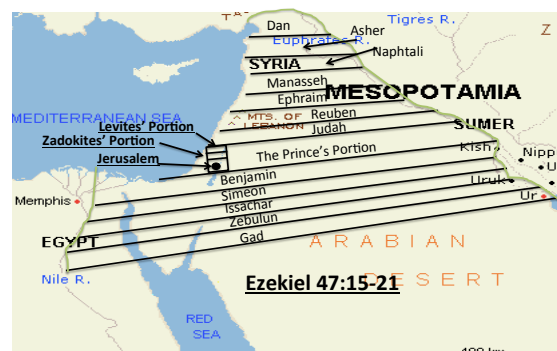 TA
Dan
Asher
Tigres R.
Z
Euphrates R.
Naphtali
SYRIA
Manasseh
MESOPOTAMIA
Ephraim
MEDITERRANEAN SEA
MTS. OF
LEBANON
Reuben
Levites' Portion
Judah
SUMER
Zadokites' Portion
The Prince's Portion
Kish
Nipp
Jerusalem
U
Benjamin
Simeon
Uruk
U
Memphis
Issachar
Ur
Zebulun
EGYPT
Gad
ARABIAN
Nile R.
Ezekiel 47:15-21
DESERT
RED
SEA